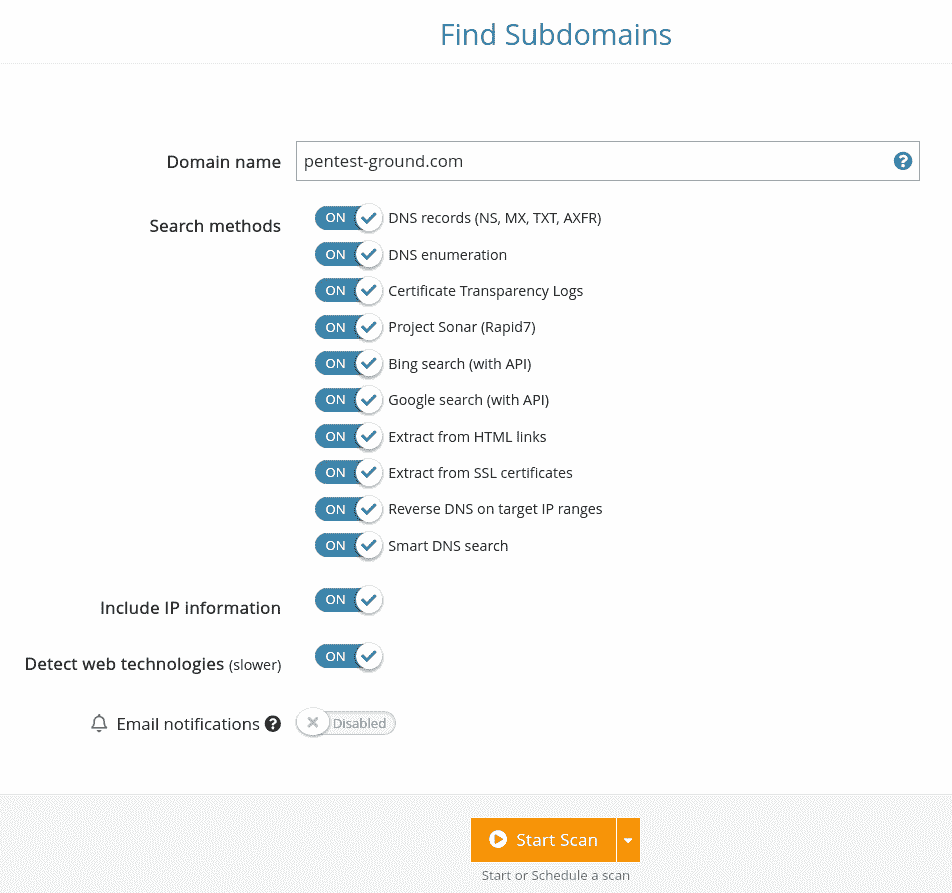 Find Subdomains
Domain name pentest-ground.com ?
Search methods ON DNS records (NS, MX, TXT, AXFR)
ON DNS enumeration
ON Certificate Transparency Logs
ON Project Sonar (Rapid7)
ON Bing search (with API)
ON Google search (with API)
ON Extract from HTML links
ON Extract from SSL certificates
ON Reverse DNS on target IP ranges
ON Smart DNS search
Include IP information ON
Detect web technologies (slower) ON
Email notifications ? Disabled
Start Scan
Start or Schedule a scan